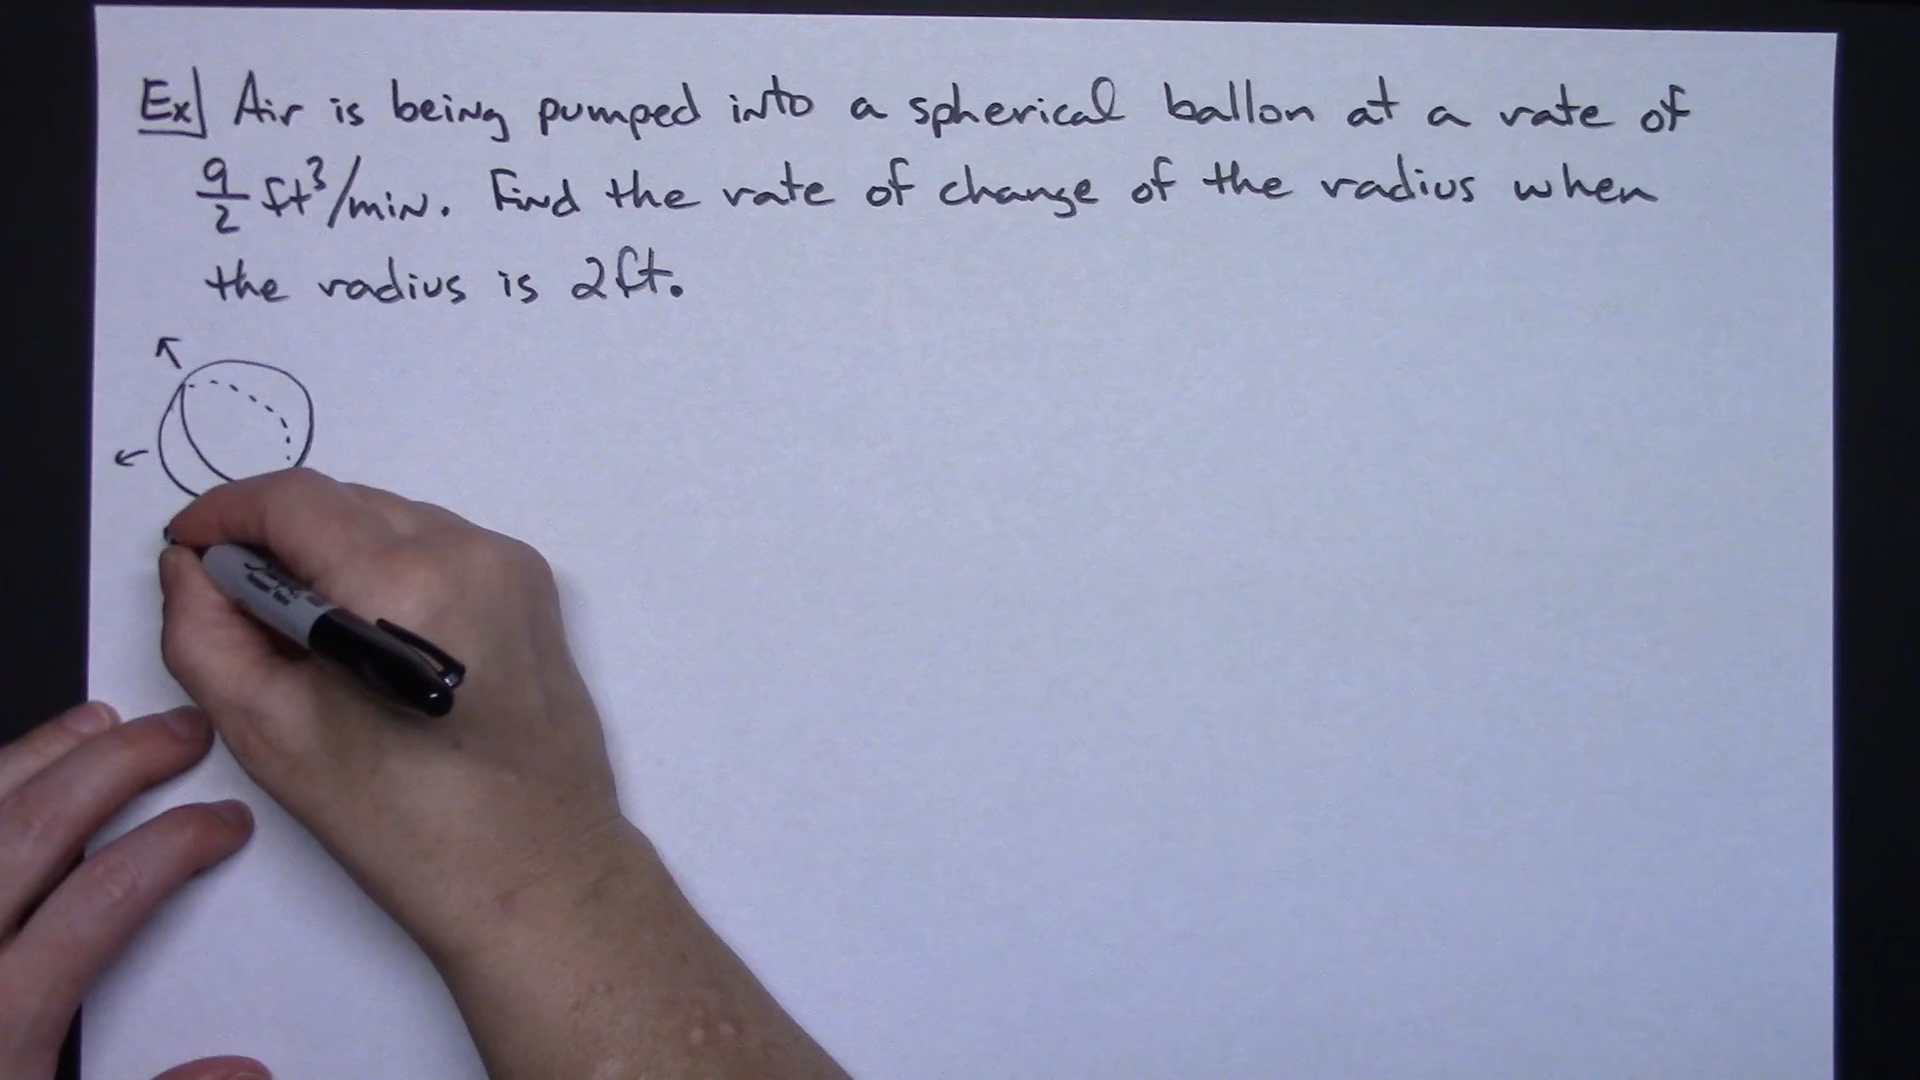 Ex| Air is being pumped into a spherical ballon at a rate of
9/2 ft³/min. Find the rate of change of the radius when
the radius is 2ft.